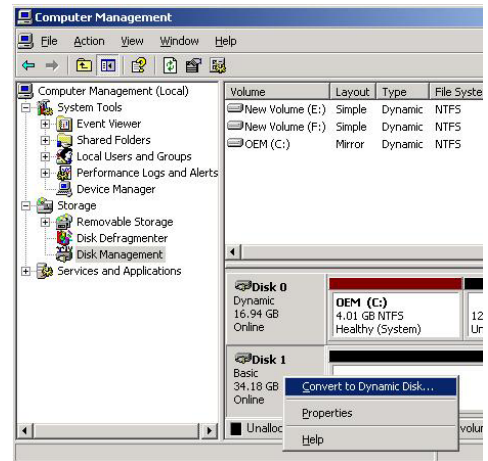 Computer Management
File Action View Window Help
Computer Management (Local)
System Tools
Event Viewer
Shared Folders
Local Users and Groups
Performance Logs and Alerts
Device Manager
Storage
Removable Storage
Disk Defragmenter
Disk Management
Services and Applications
Volume Layout Type File Syste
New Volume (E:) Simple Dynamic NTFS
New Volume (F:) Simple Dynamic NTFS
OEM (C:) Mirror Dynamic NTFS
Disk 0
Dynamic
16.94 GB
Online
OEM (C:)
4.01 GB NTFS
Healthy (System)
12
Un
Disk 1
Basic
34.18 GB
Online
Convert to Dynamic Disk...
Properties
Help
Unalloc
volum